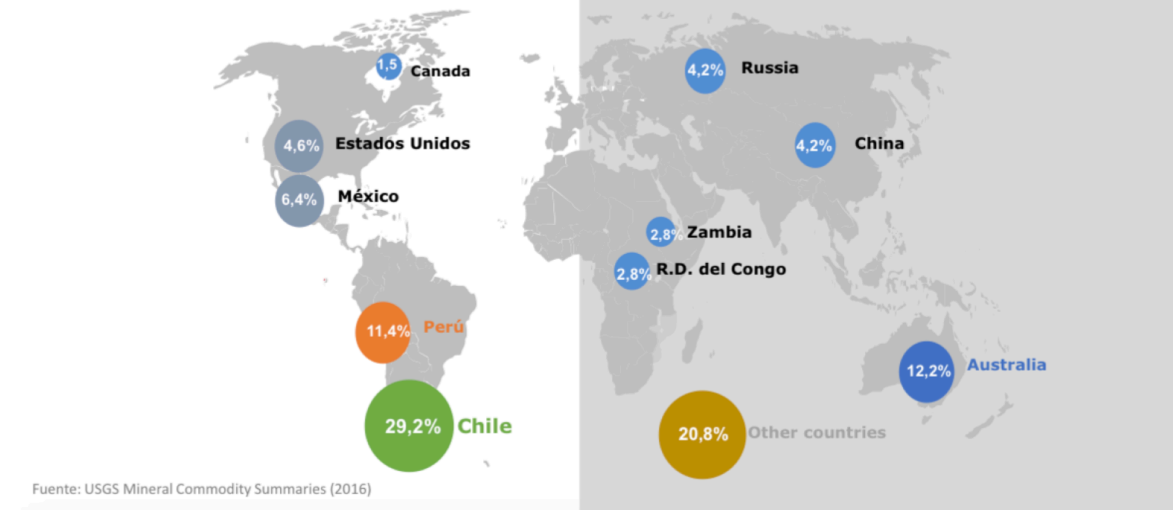 1,5 Canada
4,2% Russia
4,6% Estados Unidos
4,2% China
6,4% México
2,8% Zambia
2,8% R.D. del Congo
11,4% Perú
12,2% Australia
29,2% Chile
20,8% Other countries
Fuente: USGS Mineral Commodity Summaries (2016)